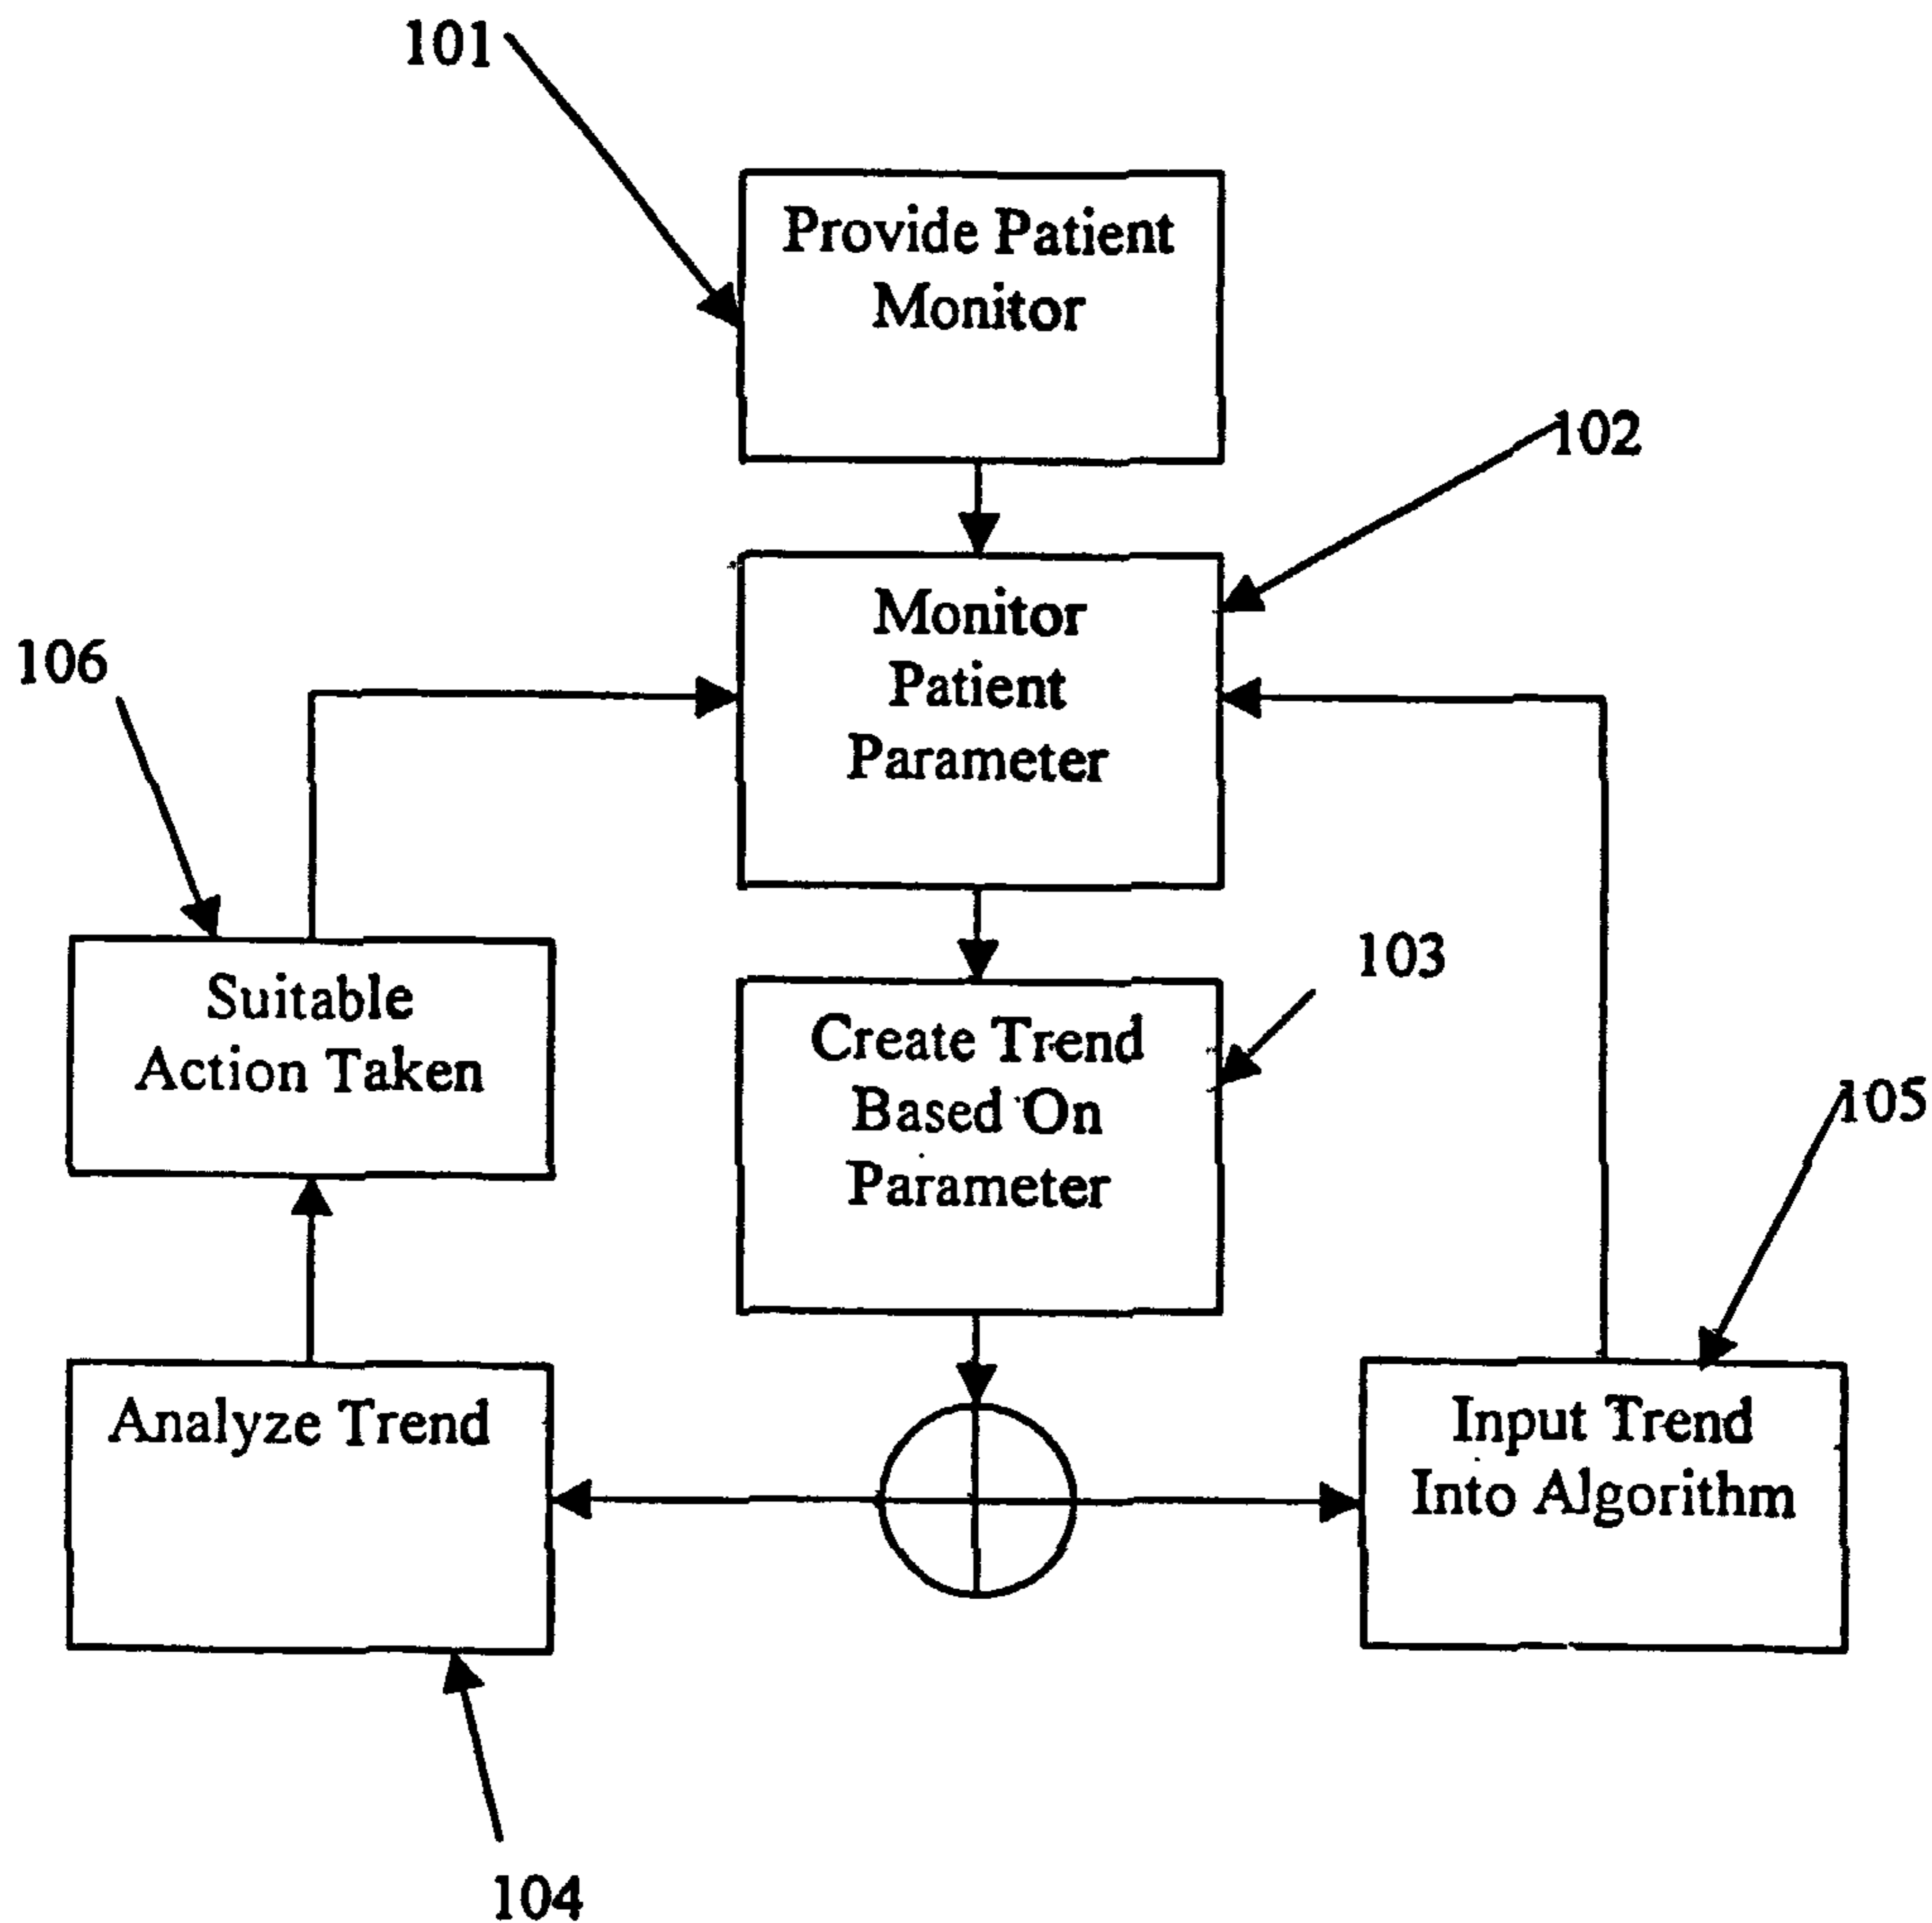 101
Provide Patient
Monitor
102
Monitor
Patient
Parameter
106
103
Suitable
Action Taken
Create Trend
Based On
Parameter
105
Analyze Trend
Input Trend
Into Algorithm
104